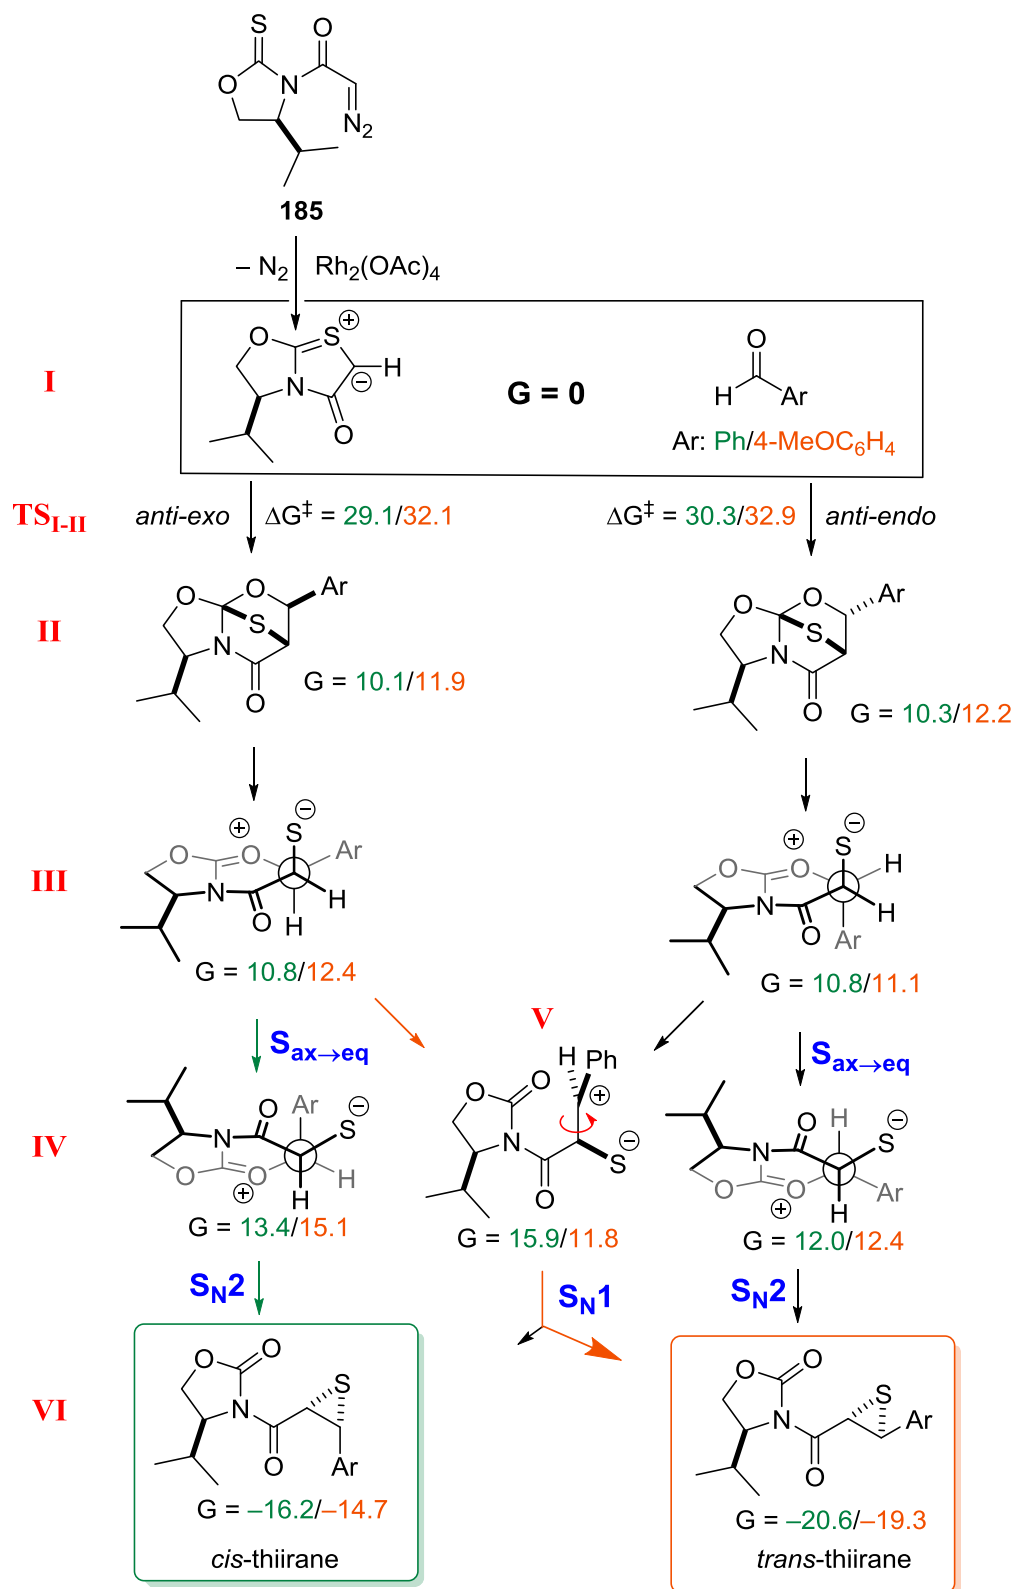 S
O
O
N
N2
185
– N2 Rh2(OAc)4
I
O
S
⊕
H
⊖
N
O
G = 0
O
H
Ar
Ar: Ph/4-MeOC6H4
TSI-II
anti-exo
ΔG‡ = 29.1/32.1
ΔG‡ = 30.3/32.9
anti-endo
II
O
O
Ar
S
N
O
G = 10.1/11.9
O
O
Ar
S
N
O
G = 10.3/12.2
III
⊕
⊖
S
O
O
Ar
N
H
O
H
G = 10.8/12.4
⊕
⊖
S
O
O
H
N
H
O
Ar
G = 10.8/11.1
Sax→eq
V
Sax→eq
IV
O
Ar
⊖
S
N
H
O
O
⊕
H
G = 13.4/15.1
H
Ph
⊕
O
O
N
S
⊖
O
G = 15.9/11.8
O
H
⊖
S
N
O
O
Ar
⊕
H
G = 12.0/12.4
SN2
SN1
SN2
VI
O
O
S
N
O
Ar
G = –16.2/–14.7
cis-thiirane
O
O
S
N
Ar
O
G = –20.6/–19.3
trans-thiirane